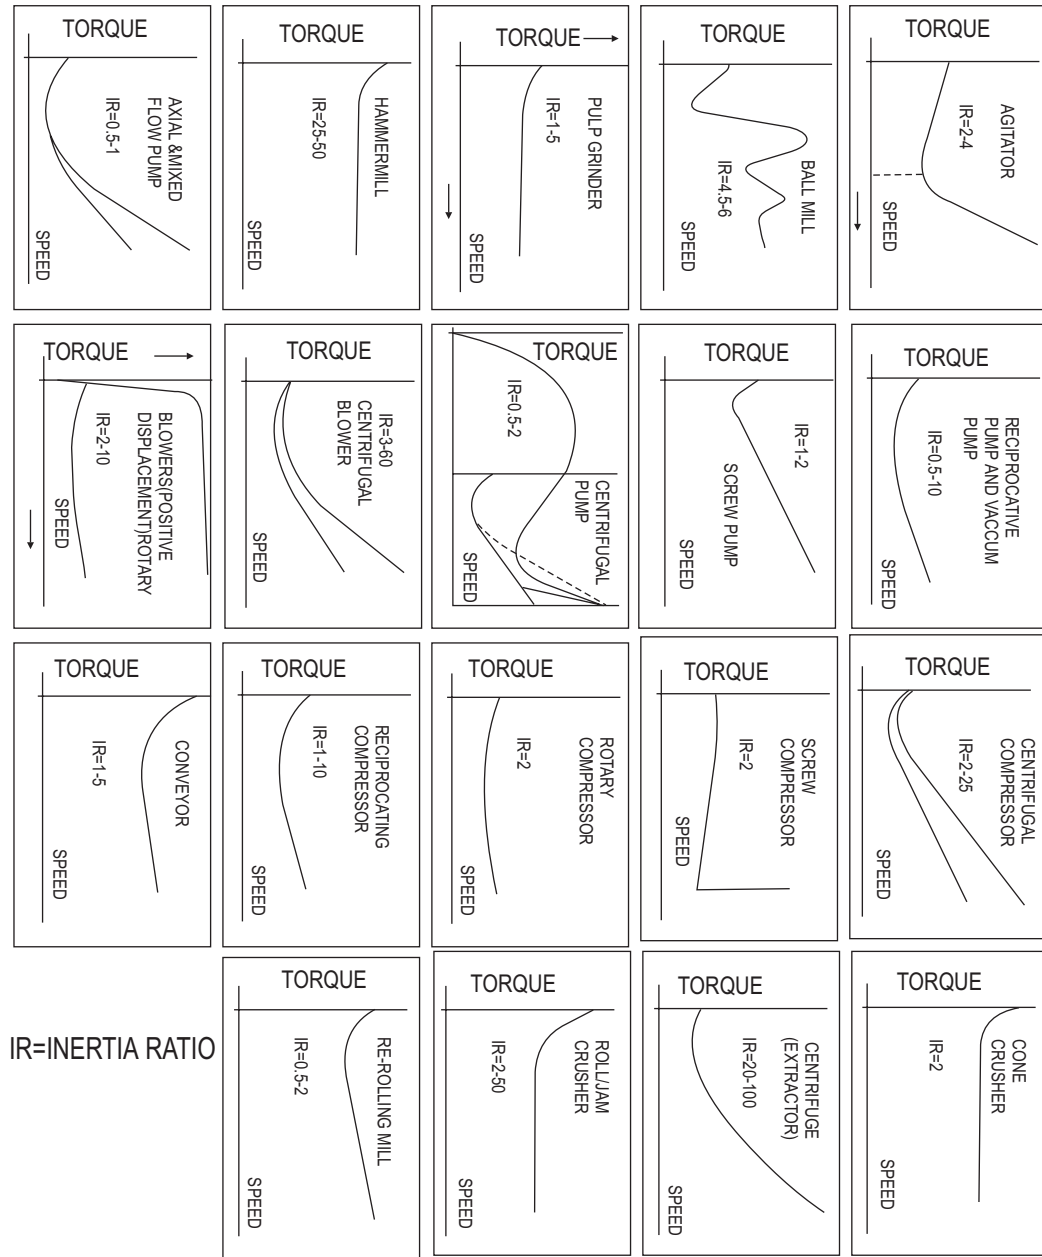 TORQUE
AXIAL &MIXED
FLOW PUMP
IR=0.5-1
SPEED
TORQUE
HAMMERMILL
IR=25-50
SPEED
TORQUE
PULP GRINDER
IR=1-5
SPEED
TORQUE
BALL MILL
IR=4.5-6
SPEED
TORQUE
AGITATOR
IR=2-4
SPEED
TORQUE
BLOWERS(POSITIVE
DISPLACEMENT)ROTARY
IR=2-10
SPEED
TORQUE
IR=3-60
CENTRIFUGAL
BLOWER
SPEED
TORQUE
IR=0.5-2
CENTRIFUGAL
PUMP
SPEED
TORQUE
IR=1-2
SCREW PUMP
SPEED
TORQUE
RECIPROCATIVE
PUMP AND VACCUM
PUMP
IR=0.5-10
SPEED
TORQUE
CONVEYOR
IR=1-5
SPEED
TORQUE
RECIPROCATING
COMPRESSOR
IR=1-10
SPEED
TORQUE
ROTARY
COMPRESSOR
IR=2
SPEED
TORQUE
SCREW
COMPRESSOR
IR=2
SPEED
TORQUE
CENTRIFUGAL
COMPRESSOR
IR=2-25
SPEED
IR=INERTIA RATIO
TORQUE
RE-ROLLING MILL
IR=0.5-2
SPEED
TORQUE
ROLL/JAM
CRUSHER
IR=2-50
SPEED
TORQUE
CENTRIFUGE
(EXTRACTOR)
IR=20-100
SPEED
TORQUE
CONE
CRUSHER
IR=2
SPEED